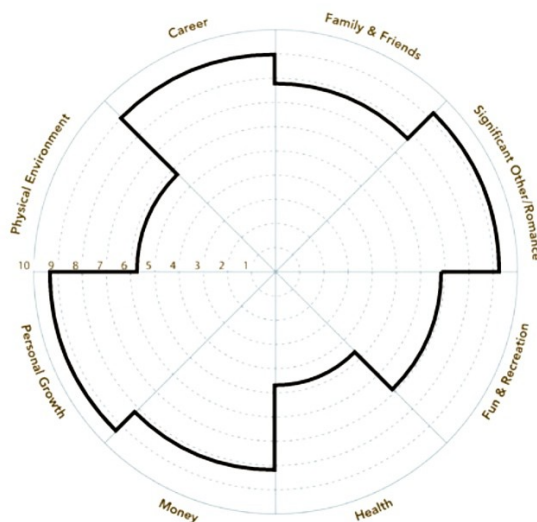 Career
Family & Friends
Physical Environment
Significant Other/Romance
10 9 8 7 6 5 4 3 2 1
Personal Growth
Fun & Recreation
Money
Health